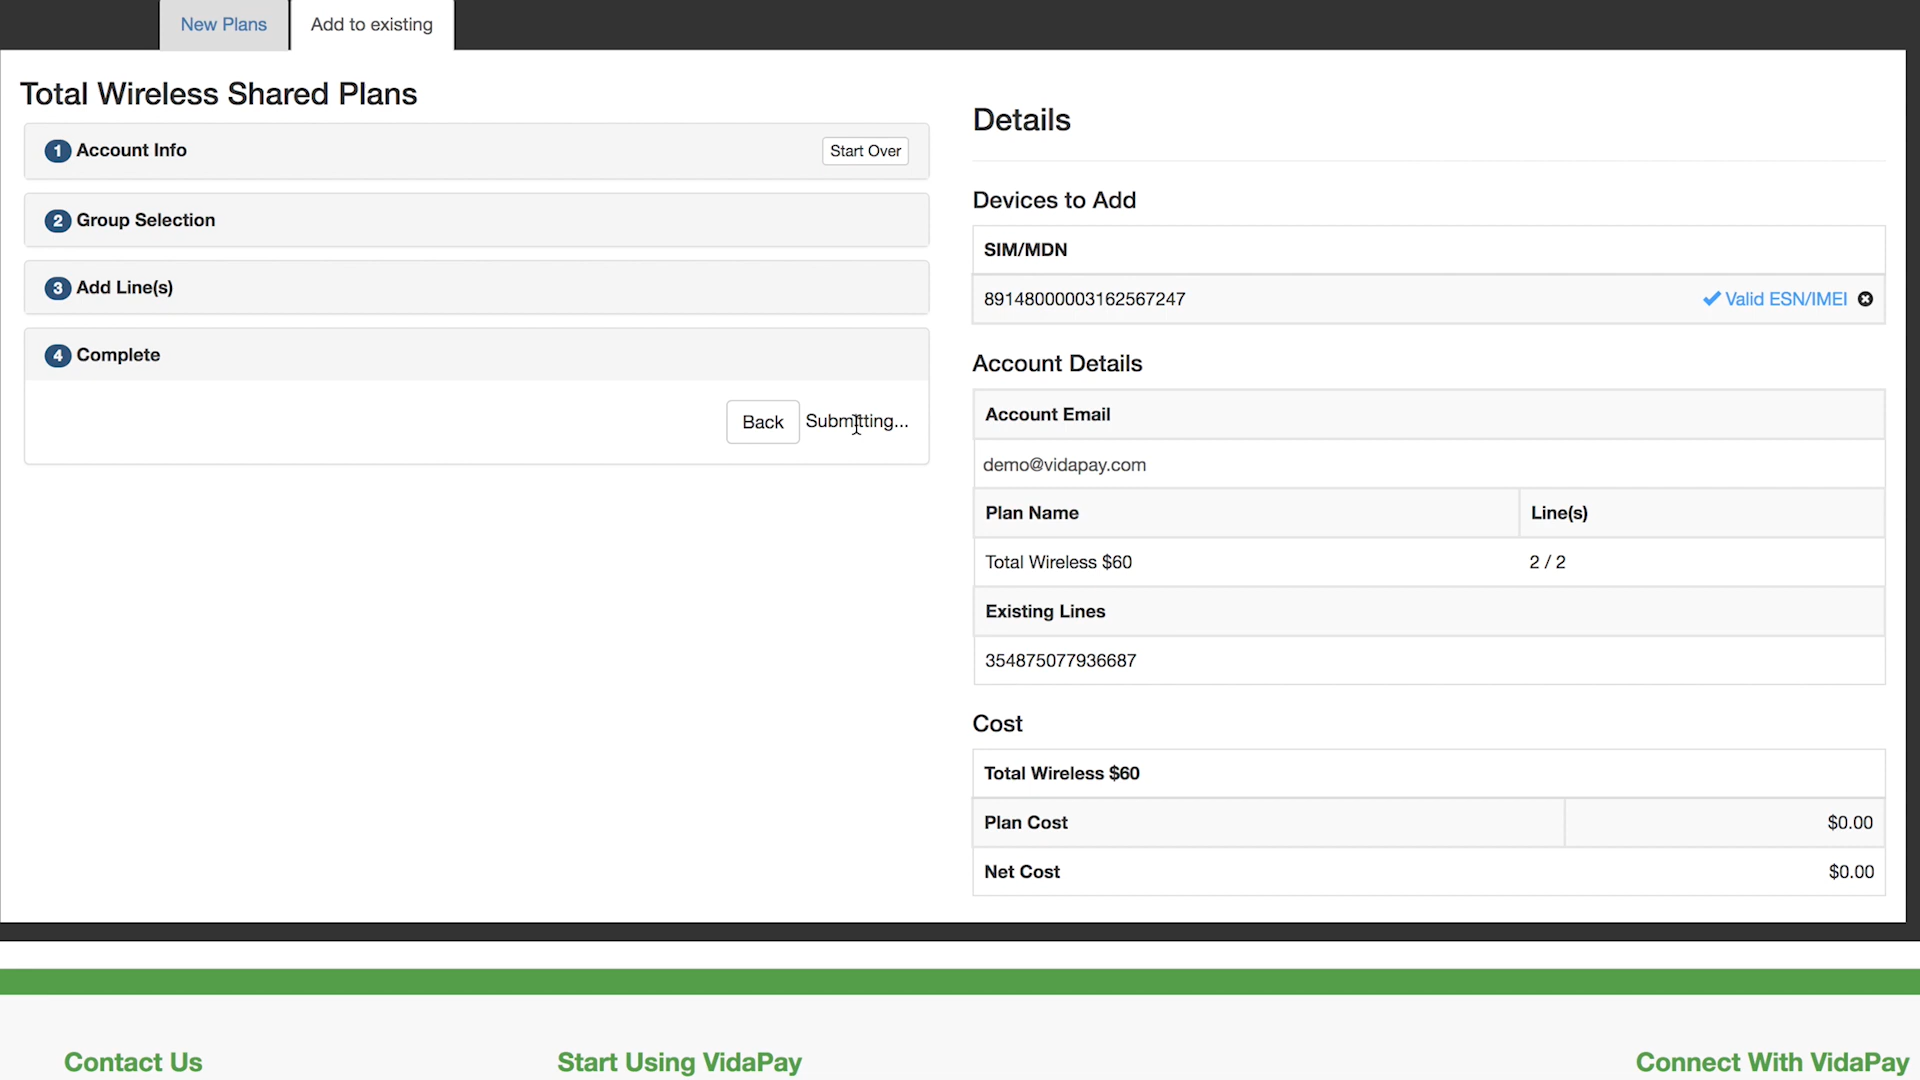 New Plans
Add to existing
Total Wireless Shared Plans
1 Account Info
Start Over
2 Group Selection
3 Add Line(s)
4 Complete
Back
Submitting...
Details
Devices to Add
SIM/MDN
89148000003162567247
Valid ESN/IMEI
Account Details
Account Email
demo@vidapay.com
Plan Name
Line(s)
Total Wireless $60
2 / 2
Existing Lines
354875077936687
Cost
Total Wireless $60
Plan Cost
$0.00
Net Cost
$0.00
Contact Us
Start Using VidaPay
Connect With VidaPay